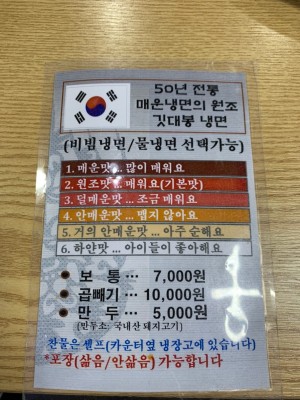 50년 전통
매운냉면의 원조
깃대봉 냉면
(비빔냉면/물냉면 선택가능)
1. 매운맛 ... 많이 매워요
2. 원조맛 ... 매워요(기본맛)
3. 덜매운맛 ... 조금 매워요
4. 안매운맛 ... 맵지 않아요
5. 거의 안매운맛 ... 아주 순해요
6. 하얀맛 ... 아이들이 좋아해요
보 통 ... 7,000원
곱빼기 ... 10,000원
만 두 ... 5,000원
(만두소: 국내산 돼지고기)
찬물은 셀프(카운터옆 냉장고에 있습니다)
*포장(삶음/안삶음) 가능합니다